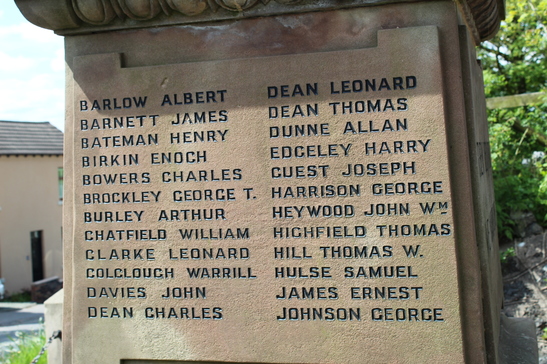 BARLOW ALBERT
BARNETT JAMES
BATEMAN HENRY
BIRKIN ENOCH
BOWERS CHARLES
BROCKLEY GEORGE T.
BURLEY ARTHUR
CHATFIELD WILLIAM
CLARKE LEONARD
COLCLOUGH WARRILL
DAVIES JOHN
DEAN CHARLES
DEAN LEONARD
DEAN THOMAS
DUNNE ALLAN
EDGELEY HARRY
GUEST JOSEPH
HARRISON GEORGE
HEYWOOD JOHN WM
HIGHFIELD THOMAS
HILL THOMAS W.
HULSE SAMUEL
JAMES ERNEST
JOHNSON GEORGE